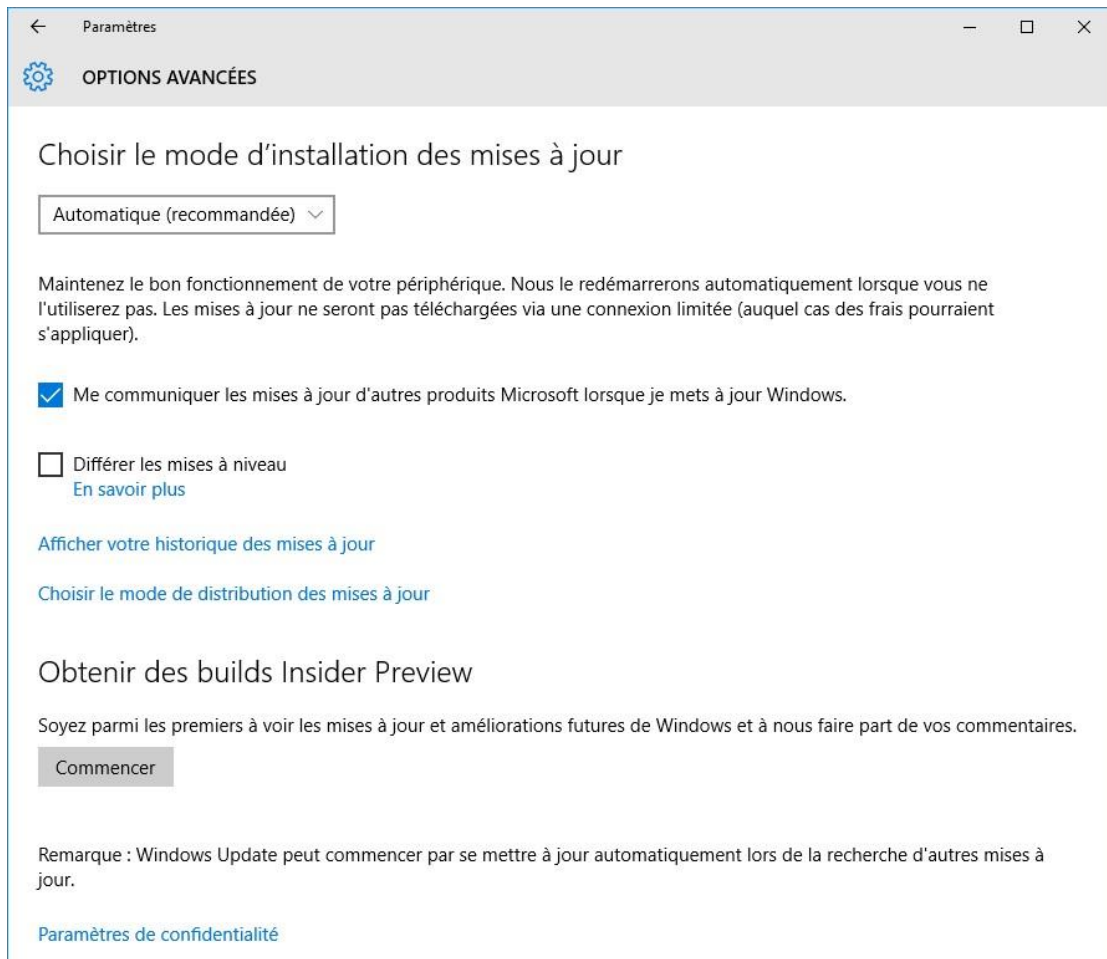 Paramètres
OPTIONS AVANCÉES
Choisir le mode d’installation des mises à jour
Automatique (recommandée)
Maintenez le bon fonctionnement de votre périphérique. Nous le redémarrerons automatiquement lorsque vous ne
l'utiliserez pas. Les mises à jour ne seront pas téléchargées via une connexion limitée (auquel cas des frais pourraient
s'appliquer).
Me communiquer les mises à jour d'autres produits Microsoft lorsque je mets à jour Windows.
Différer les mises à niveau
En savoir plus
Afficher votre historique des mises à jour
Choisir le mode de distribution des mises à jour
Obtenir des builds Insider Preview
Soyez parmi les premiers à voir les mises à jour et améliorations futures de Windows et à nous faire part de vos commentaires.
Commencer
Remarque : Windows Update peut commencer par se mettre à jour automatiquement lors de la recherche d'autres mises à
jour.
Paramètres de confidentialité